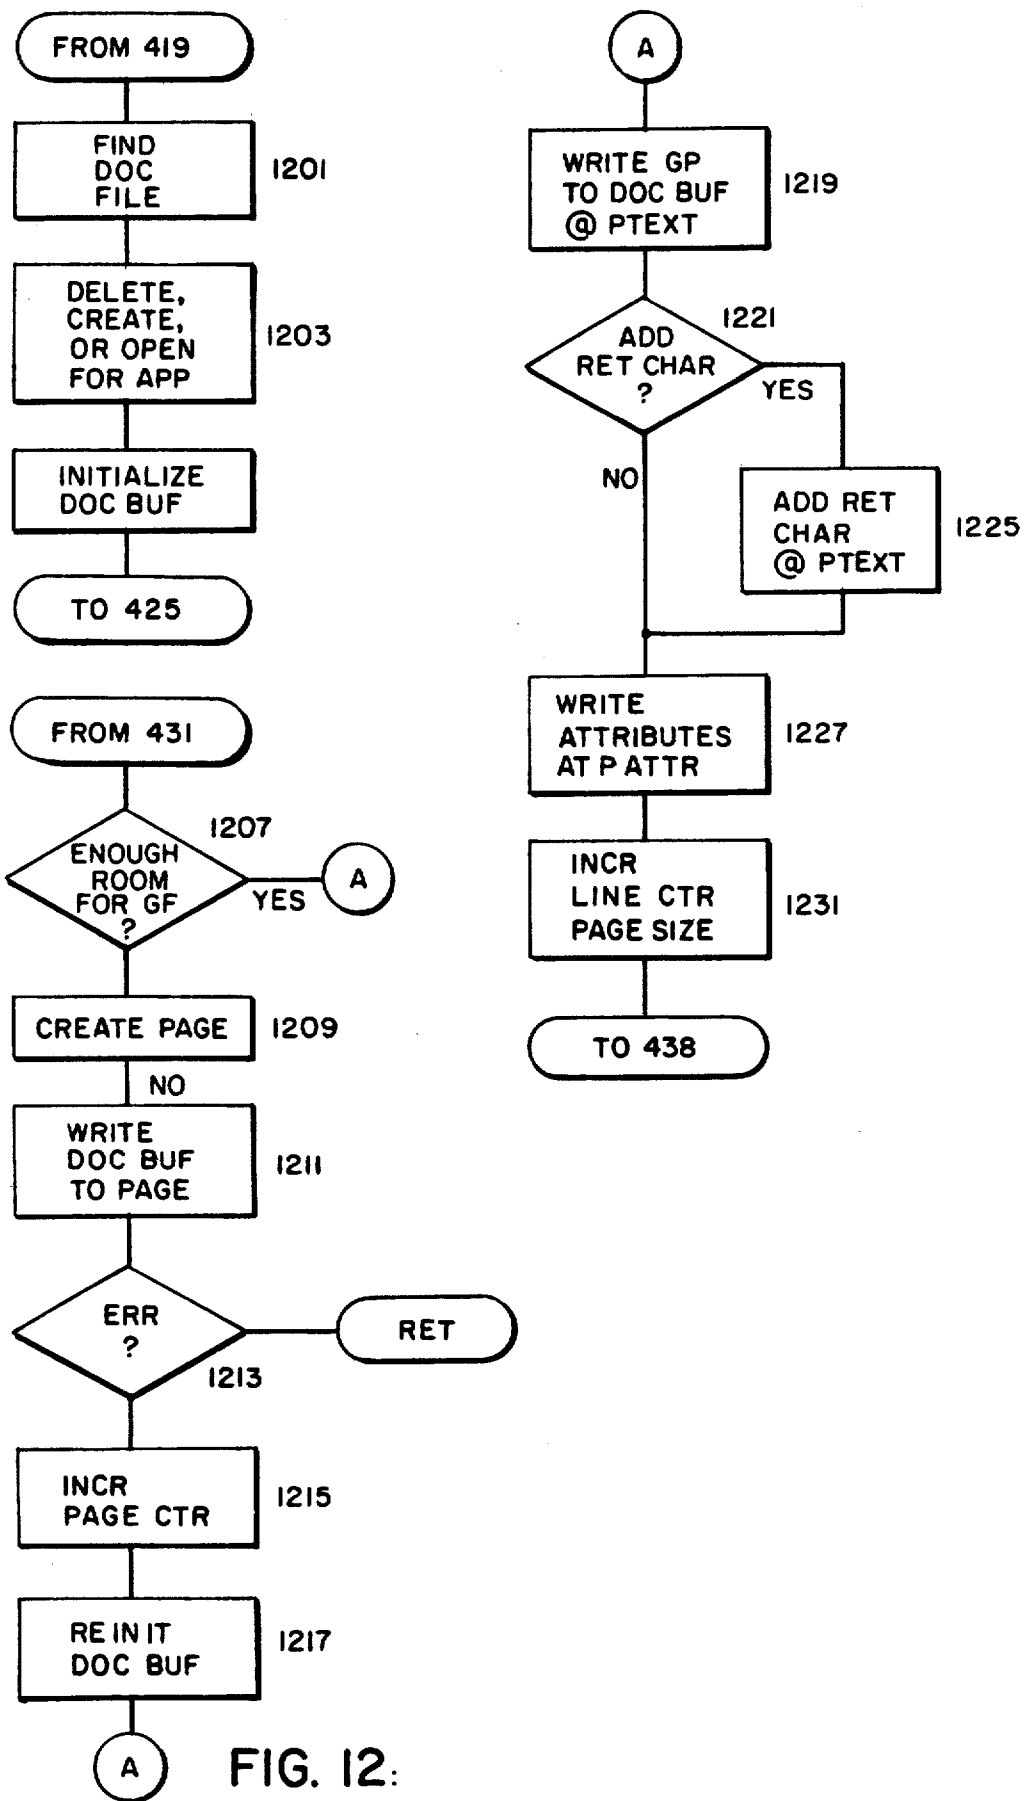 FROM 419
FIND
DOC
FILE
1201
DELETE,
CREATE,
OR OPEN
FOR APP
1203
INITIALIZE
DOC BUF
TO 425
FROM 431
1207
ENOUGH
ROOM
FOR GF
?
YES
A
CREATE PAGE
1209
NO
WRITE
DOC BUF
TO PAGE
1211
ERR
?
1213
RET
INCR
PAGE CTR
1215
REINIT
DOC BUF
1217
A
A
WRITE GP
TO DOC BUF
@ PTEXT
1219
1221
ADD
RET CHAR
?
YES
NO
ADD RET
CHAR
@ PTEXT
1225
WRITE
ATTRIBUTES
AT P ATTR
1227
INCR
LINE CTR
PAGE SIZE
1231
TO 438
FIG. 12: